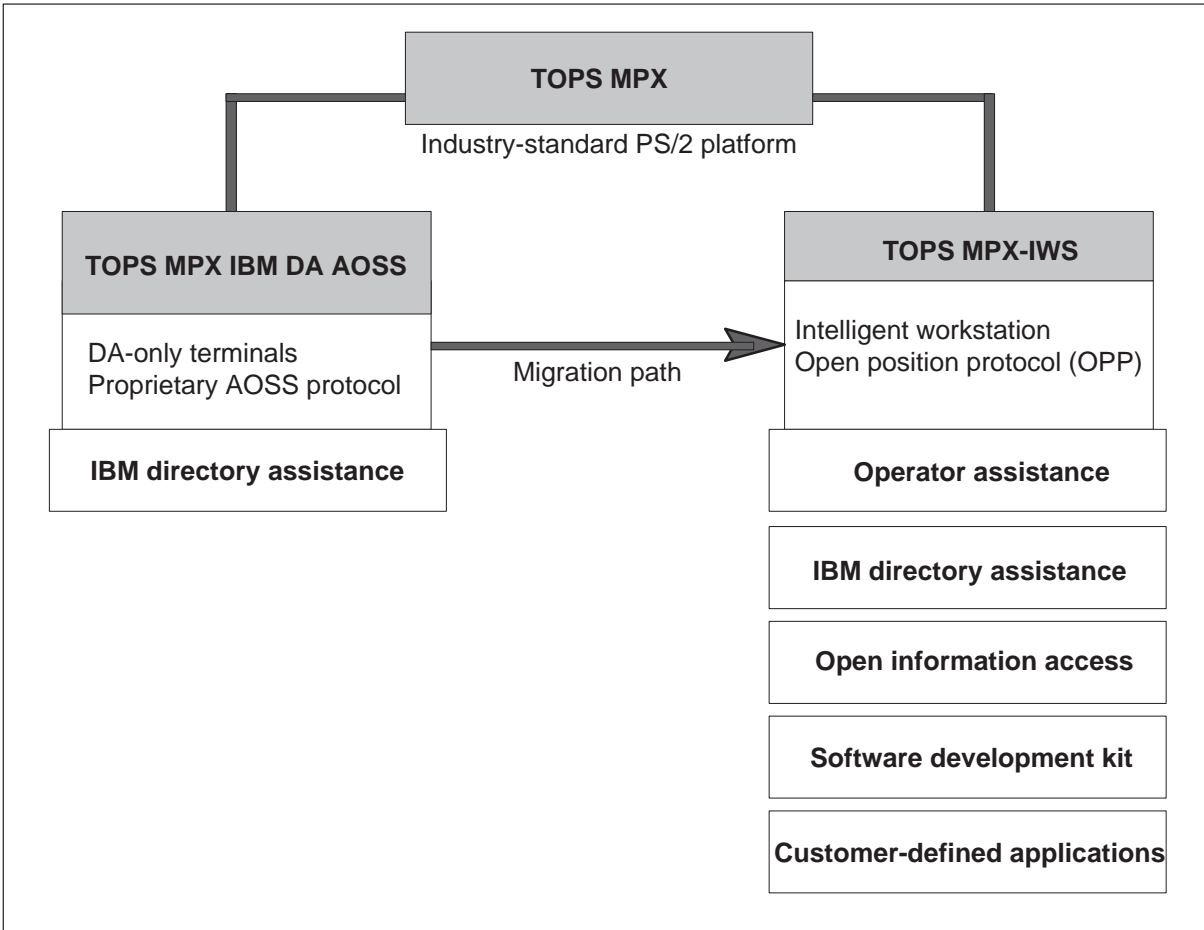 TOPS MPX
Industry-standard PS/2 platform
TOPS MPX IBM DA AOSS
DA-only terminals
Proprietary AOSS protocol
IBM directory assistance
Migration path
TOPS MPX-IWS
Intelligent workstation
Open position protocol (OPP)
Operator assistance
IBM directory assistance
Open information access
Software development kit
Customer-defined applications